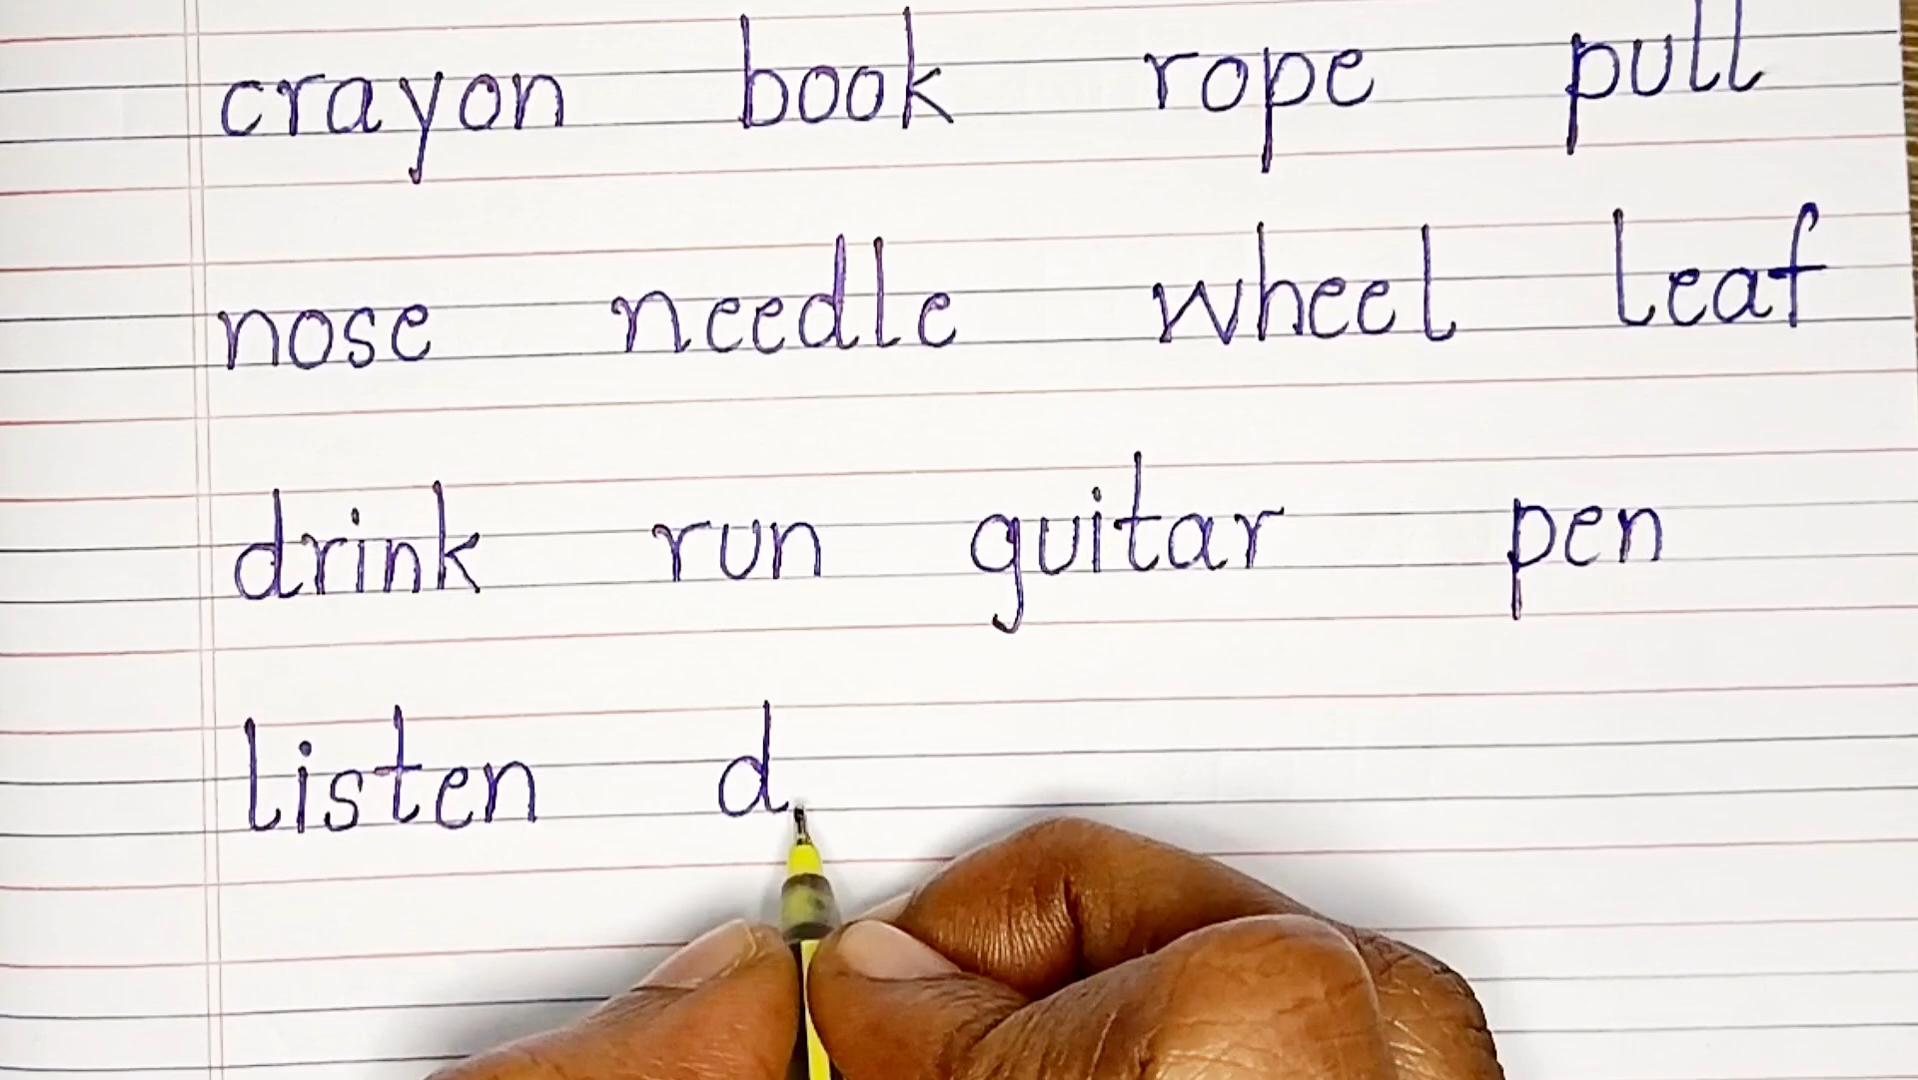 crayon book rope pull
nose needle wheel leaf
drink run guitar pen
listen d